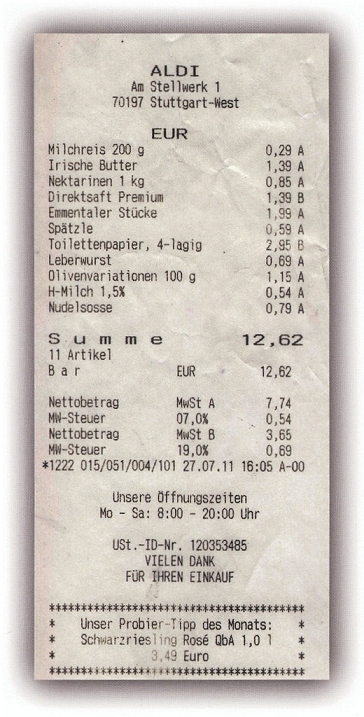 ALDI
Am Stellwerk 1
70197 Stuttgart-West
EUR
Milchreis 200 g 0,29 A
Irische Butter 1,39 A
Nektarinen 1 kg 0,85 A
Direktsaft Premium 1,39 B
Emmentaler Stücke 1,99 A
Spätzle 0,59 A
Toilettenpapier, 4-lagig 2,95 B
Leberwurst 0,69 A
Olivenvariationen 100 g 1,15 A
H-Milch 1,5% 0,54 A
Nudelsosse 0,79 A
Summe 12,62
11 Artikel
Bar EUR 12,62
Nettobetrag MwSt A 7,74
MW-Steuer 07,0% 0,54
Nettobetrag MwSt B 3,65
MW-Steuer 19,0% 0,69
*1222 015/051/004/101 27.07.11 16:05 A-00
Unsere Öffnungszeiten
Mo - Sa: 8:00 - 20:00 Uhr
USt.-ID-Nr. 120353485
VIELEN DANK
FÜR IHREN EINKAUF
****************************************
* Unser Probier-Tipp des Monats: *
* Schwarzriesling Rosé QbA 1,0 l *
* 3,49 Euro *
****************************************